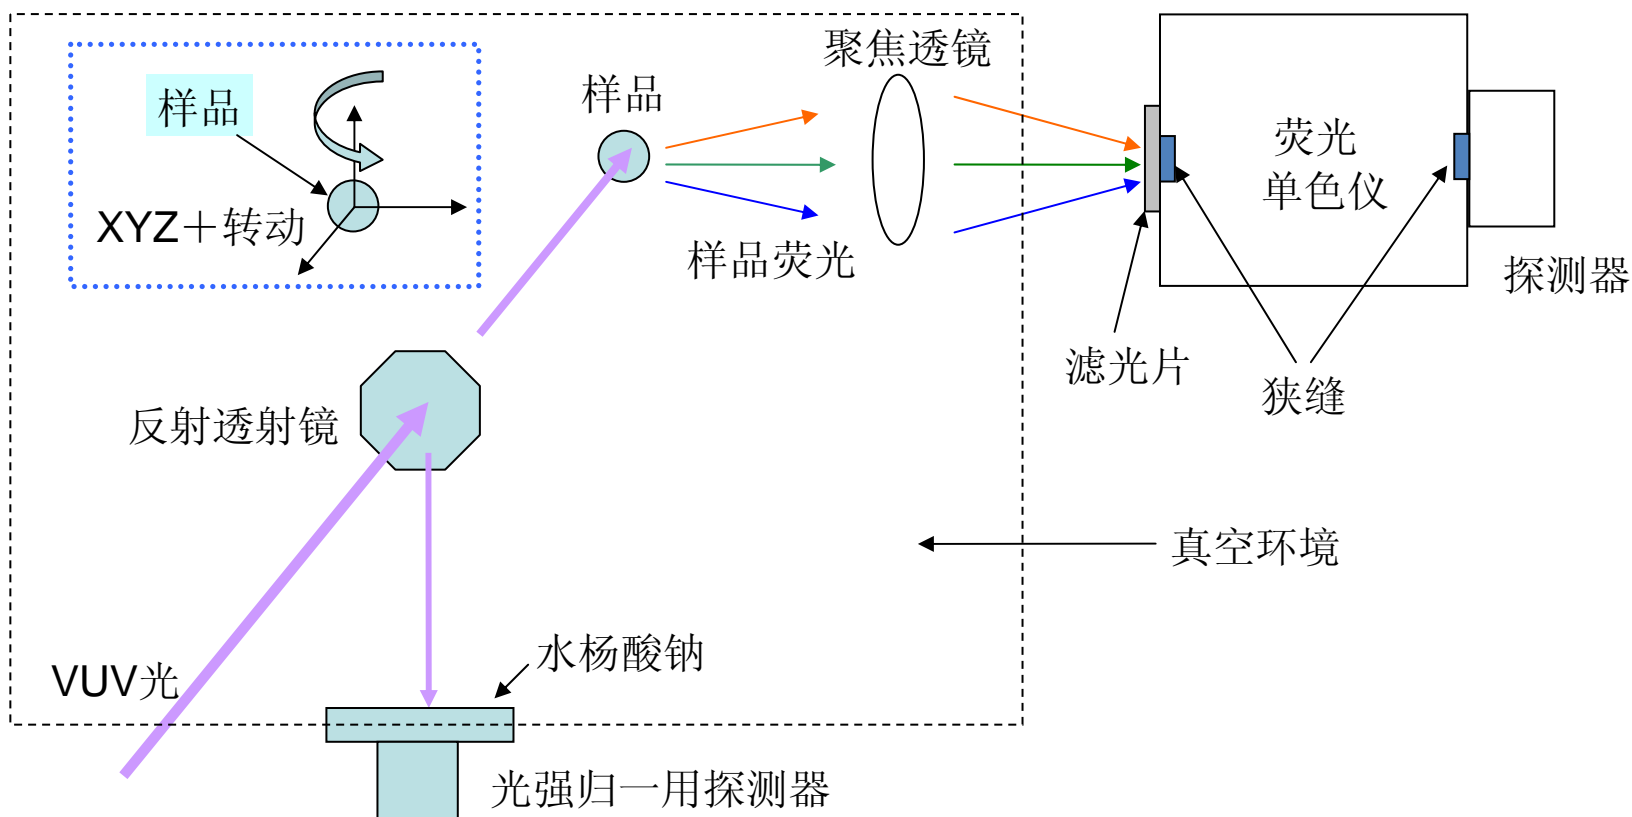 聚焦透镜
样品
样品
荧光
单色仪
XYZ＋转动
样品荧光
探测器
滤光片
狭缝
反射透射镜
真空环境
水杨酸钠
VUV光
光强归一用探测器